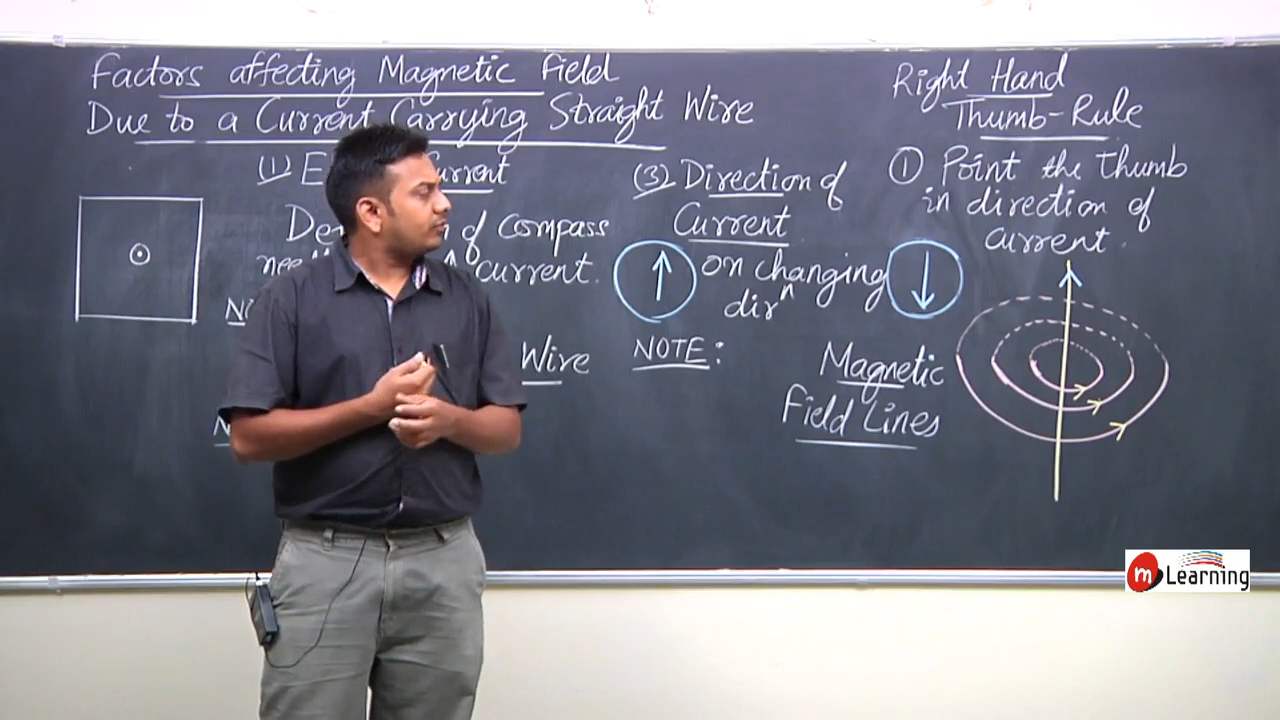 Factors affecting Magnetic Field
Due to a Current Carrying Straight Wire
(1) Current
of compass
current.
Wire
(3) Direction of
Current
on changing
dirⁿ
NOTE:
Magnetic
Field Lines
Right Hand
Thumb-Rule
① Point the Thumb
in direction of
current.
m Learning